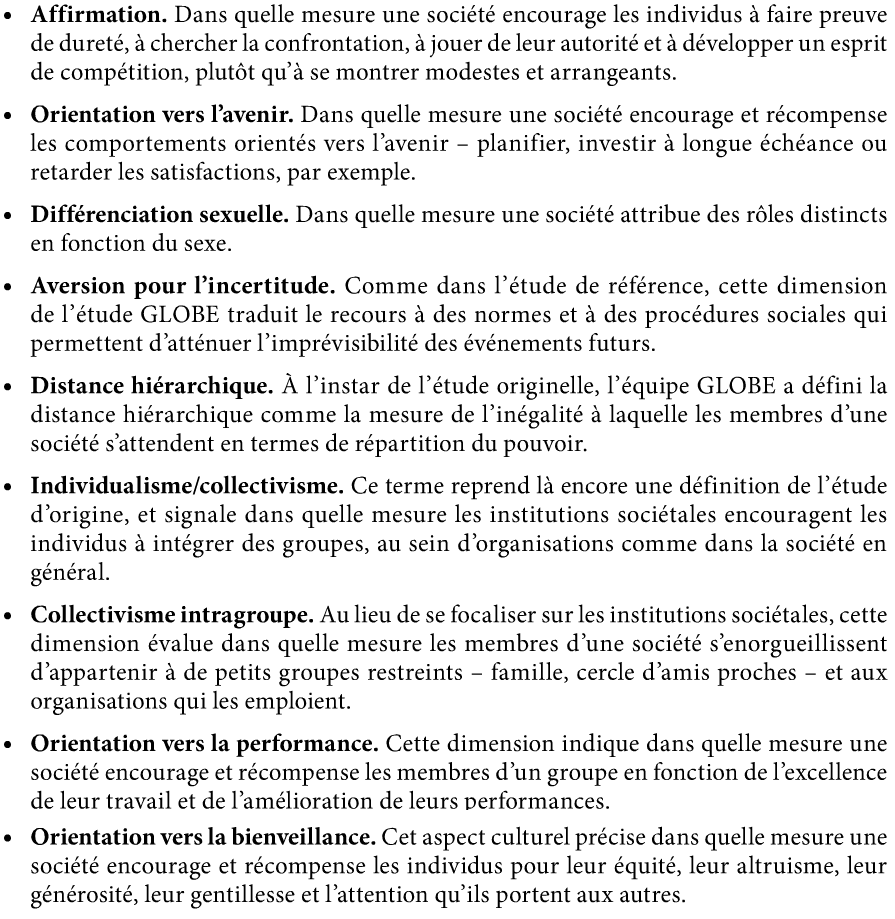 • Affirmation. Dans quelle mesure une société encourage les individus à faire preuve
de dureté, à chercher la confrontation, à jouer de leur autorité et à développer un esprit
de compétition, plutôt qu’à se montrer modestes et arrangeants.
• Orientation vers l’avenir. Dans quelle mesure une société encourage et récompense
les comportements orientés vers l’avenir – planifier, investir à longue échéance ou
retarder les satisfactions, par exemple.
• Différenciation sexuelle. Dans quelle mesure une société attribue des rôles distincts
en fonction du sexe.
• Aversion pour l’incertitude. Comme dans l’étude de référence, cette dimension
de l’étude GLOBE traduit le recours à des normes et à des procédures sociales qui
permettent d’atténuer l’imprévisibilité des événements futurs.
• Distance hiérarchique. À l’instar de l’étude originelle, l’équipe GLOBE a défini la
distance hiérarchique comme la mesure de l’inégalité à laquelle les membres d’une
société s’attendent en termes de répartition du pouvoir.
• Individualisme/collectivisme. Ce terme reprend là encore une définition de l’étude
d’origine, et signale dans quelle mesure les institutions sociétales encouragent les
individus à intégrer des groupes, au sein d’organisations comme dans la société en
général.
• Collectivisme intragroupe. Au lieu de se focaliser sur les institutions sociétales, cette
dimension évalue dans quelle mesure les membres d’une société s’enorgueillissent
d’appartenir à de petits groupes restreints – famille, cercle d’amis proches – et aux
organisations qui les emploient.
• Orientation vers la performance. Cette dimension indique dans quelle mesure une
société encourage et récompense les membres d’un groupe en fonction de l’excellence
de leur travail et de l’amélioration de leurs performances.
• Orientation vers la bienveillance. Cet aspect culturel précise dans quelle mesure une
société encourage et récompense les individus pour leur équité, leur altruisme, leur
générosité, leur gentillesse et l’attention qu’ils portent aux autres.